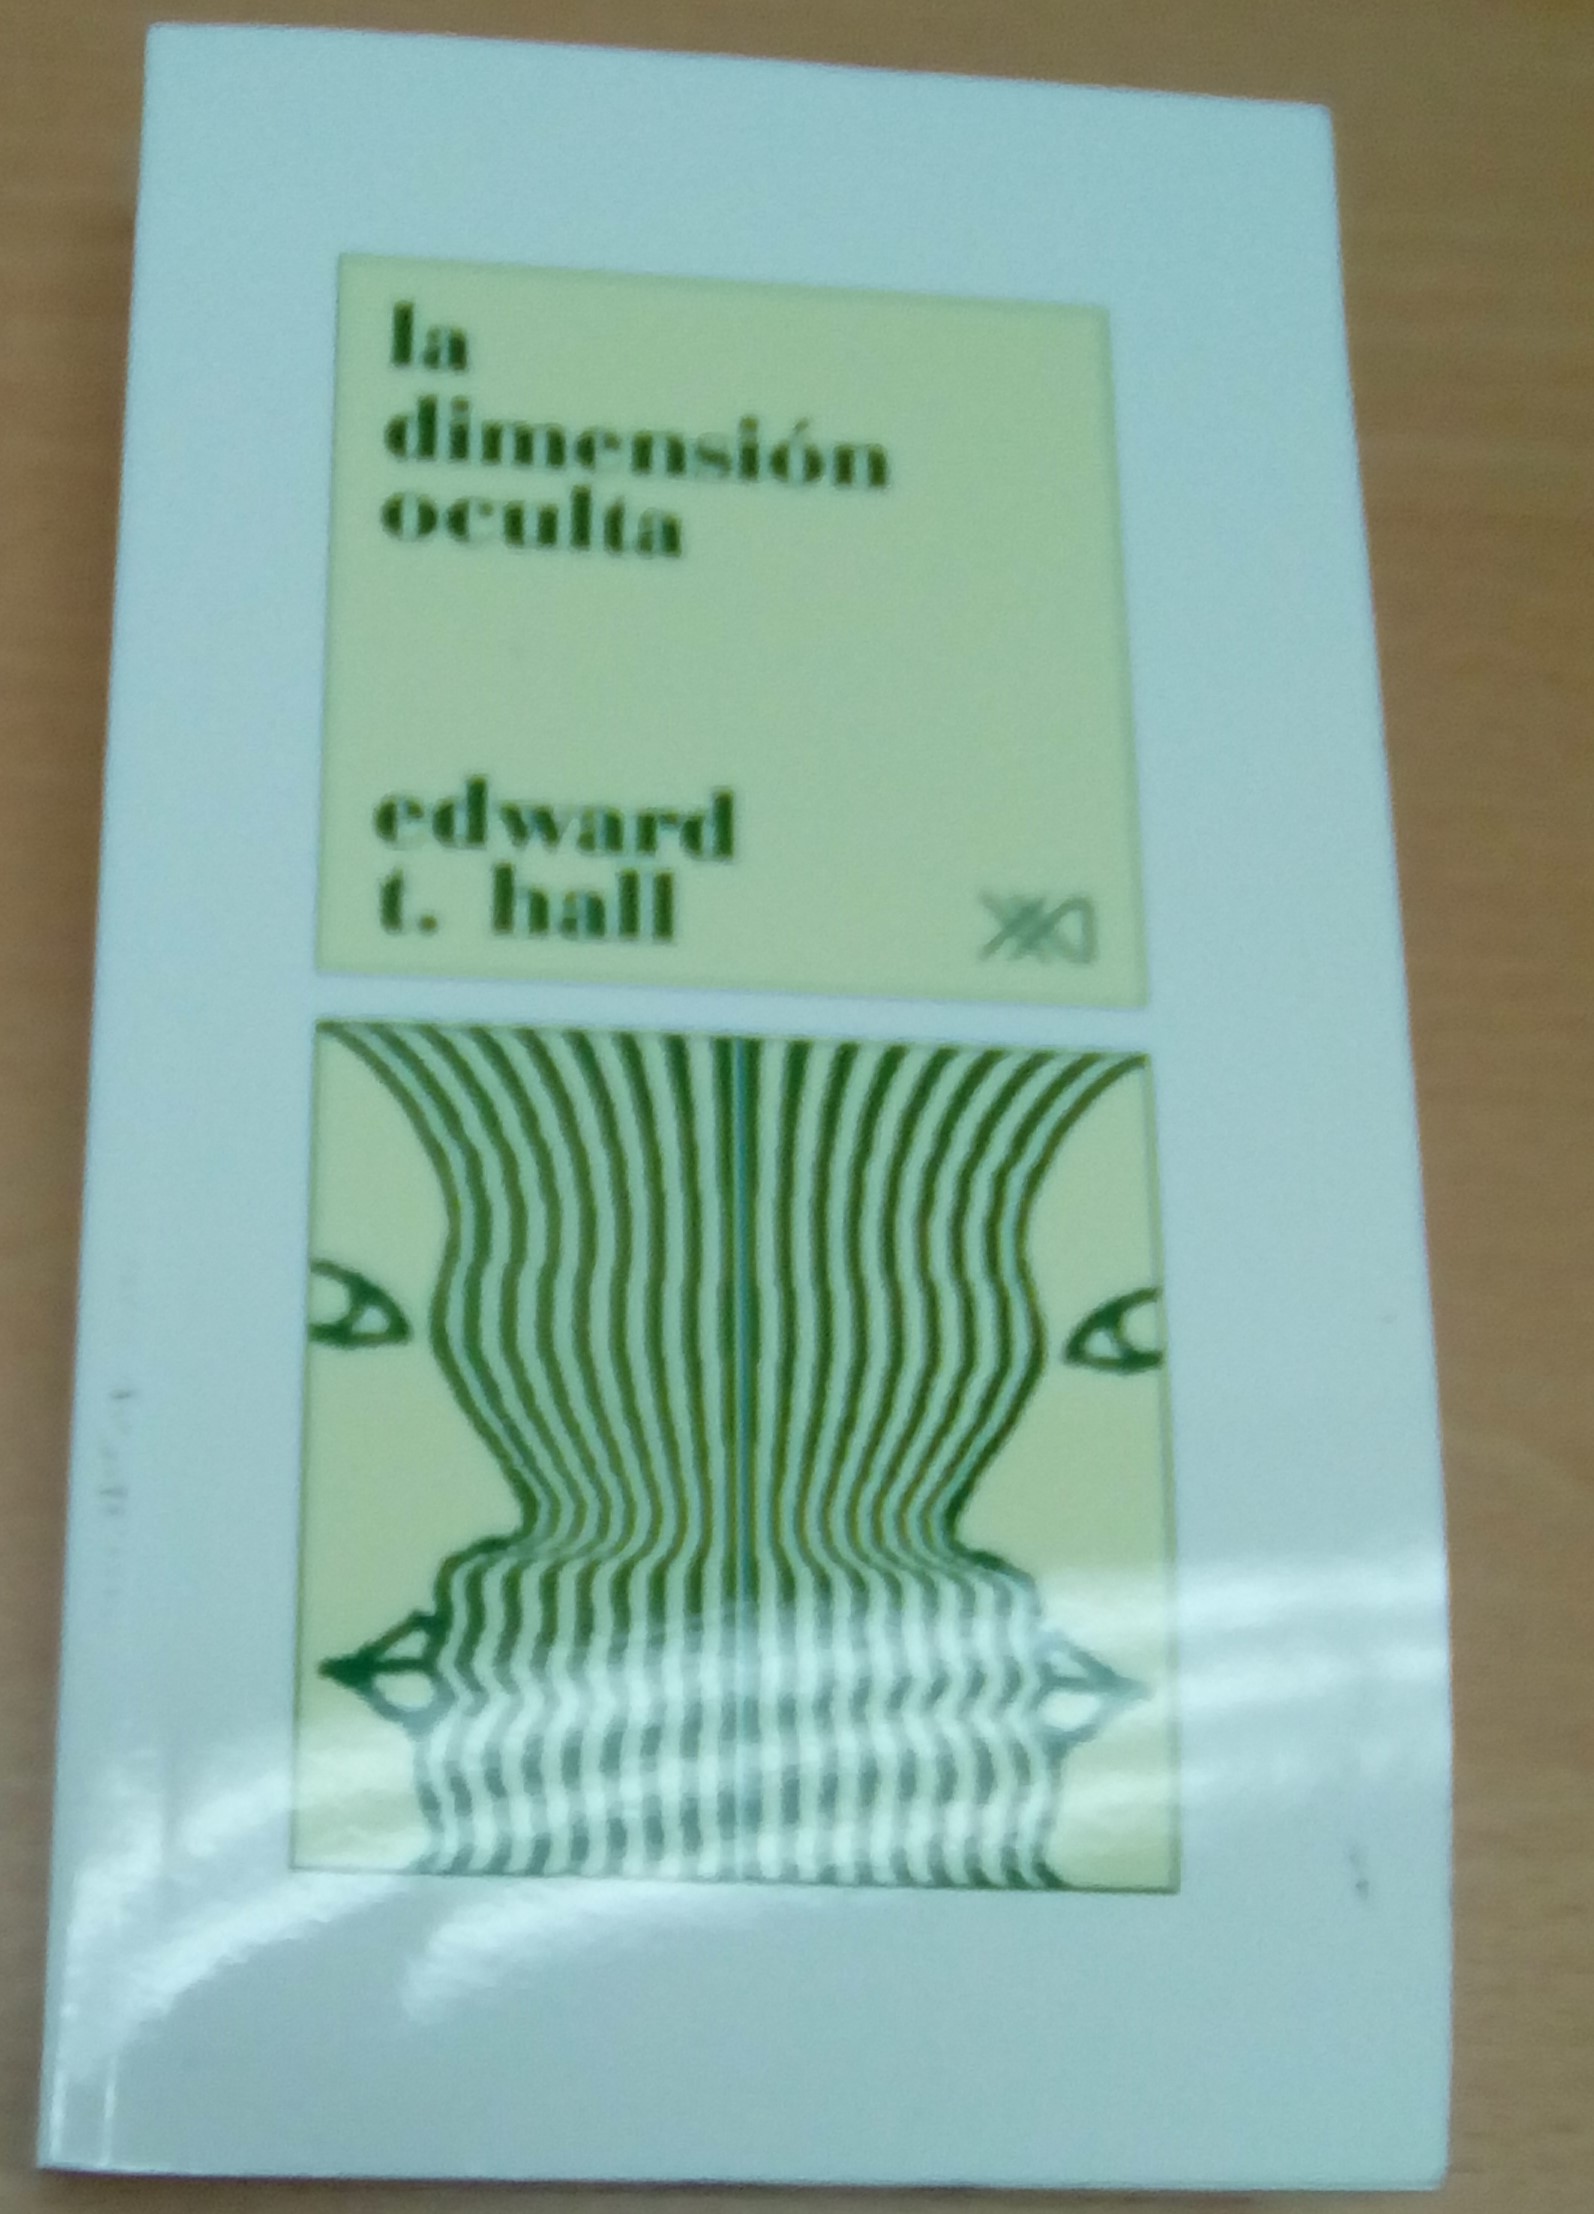 la
dimensión
oculta
edward
t. hall